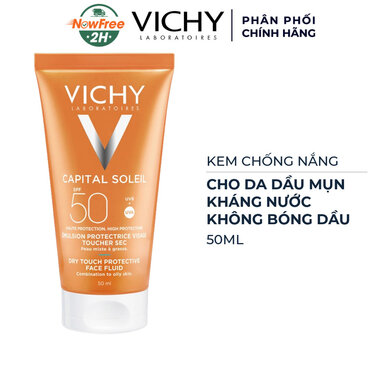 NowFree
2H
VICHY
LABORATOIRES
PHÂN PHỐI
CHÍNH HÃNG
VICHY
LABORATOIRES
CAPITAL SOLEIL
SPF
50
UVB
+
UVA
HAUTE PROTECTION, HIGH PROTECTION
EMULSION PROTECTRICE VISAGE
TOUCHER SEC
Peau mixte à grasse.
DRY TOUCH PROTECTIVE
FACE FLUID
Combination to oily skin.
50 ml
KEM CHỐNG NẮNG
CHO DA DẦU MỤN
KHÁNG NƯỚC
KHÔNG BÓNG DẦU
50ML